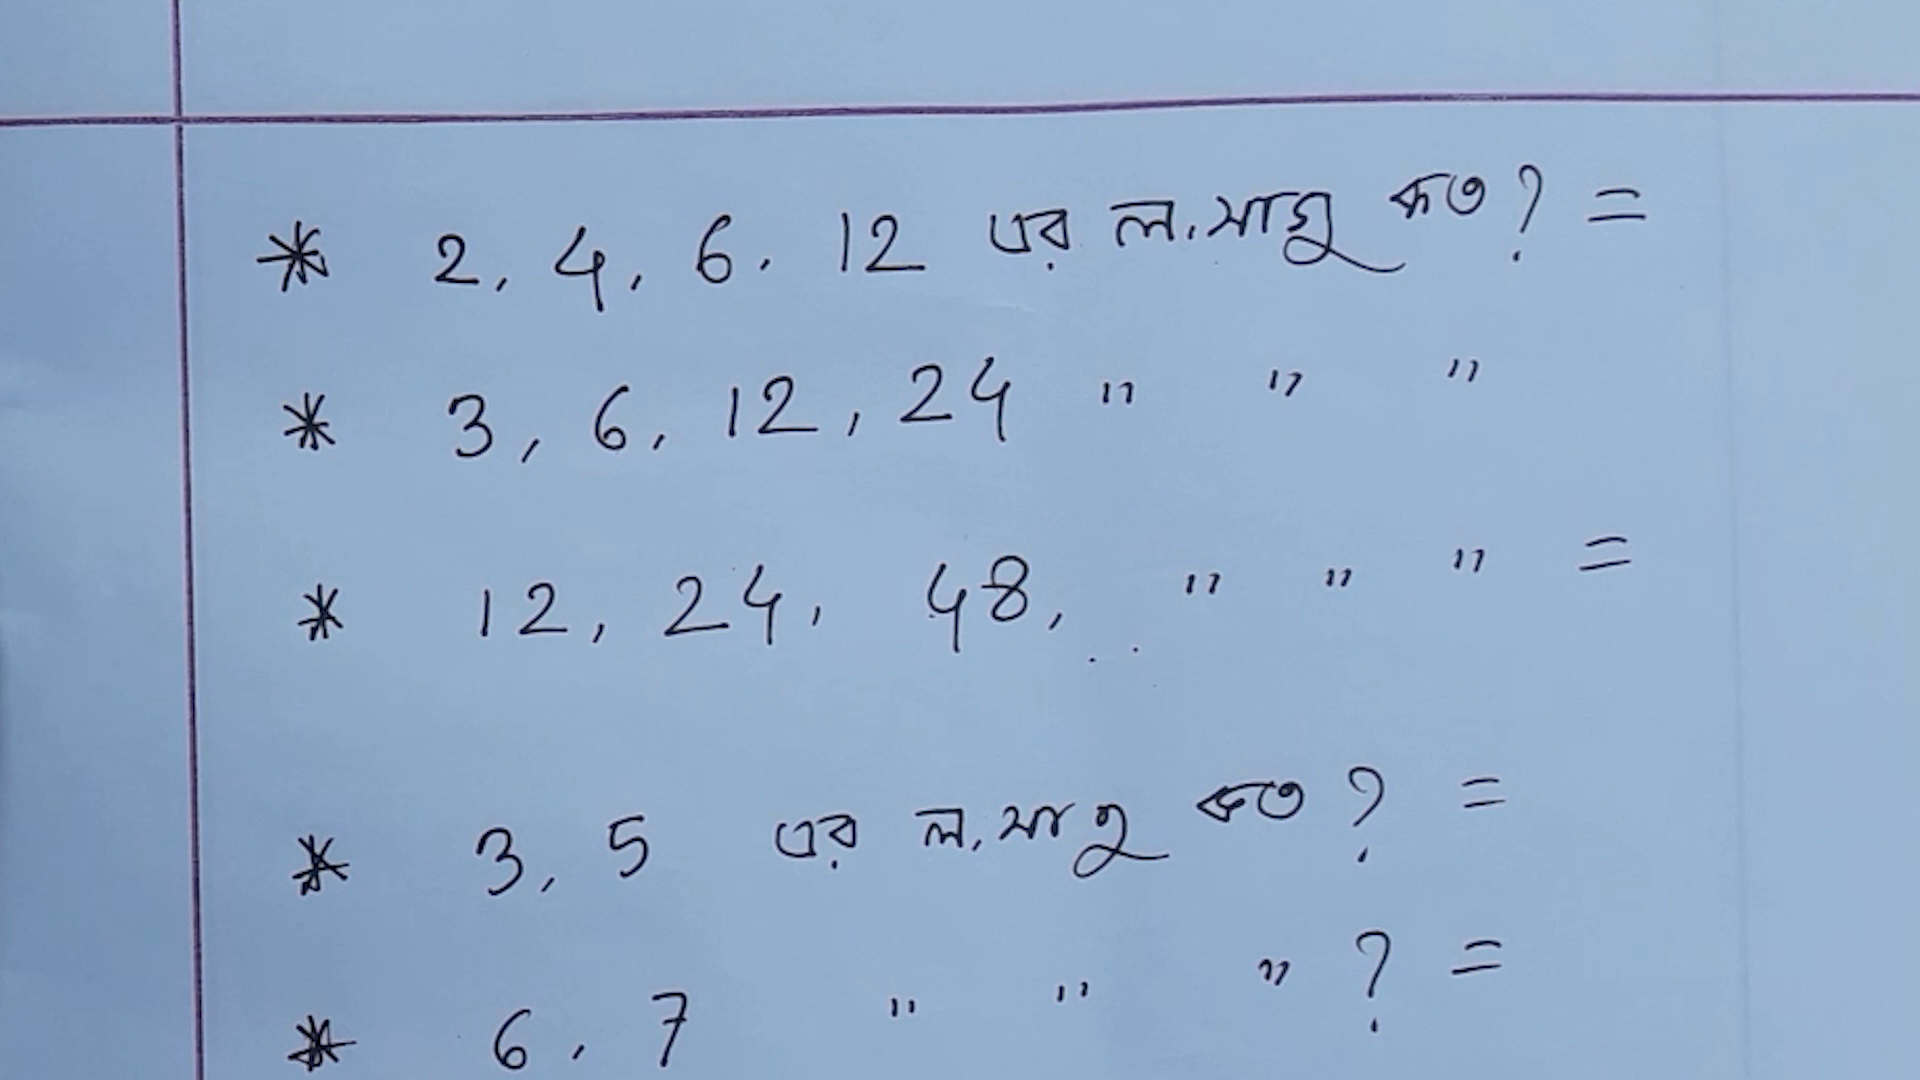 * 2, 4, 6, 12 এর ল.সাগু কত? =
* 3, 6, 12, 24 " " "
* 12, 24, 48, " " " =
* 3, 5 এর ল.সাগু কত? =
* 6, 7 " " " ? =